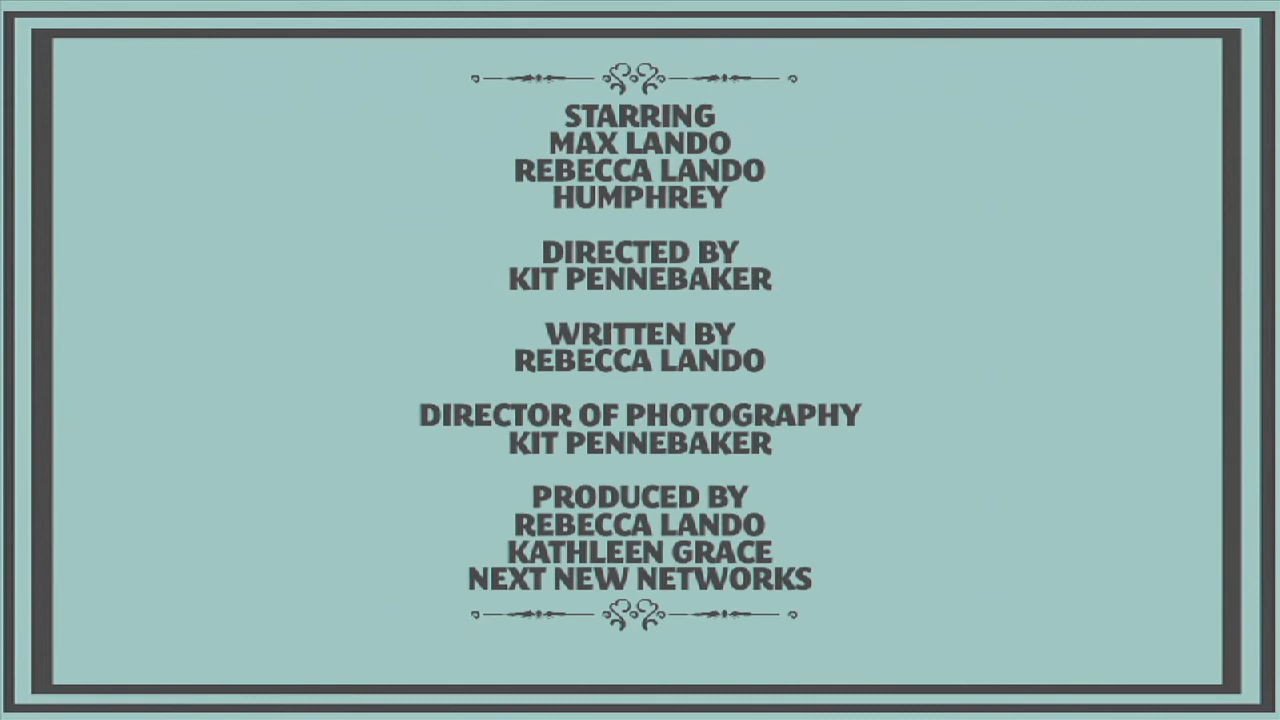 STARRING
MAX LANDO
REBECCA LANDO
HUMPHREY
DIRECTED BY
KIT PENNEBAKER
WRITTEN BY
REBECCA LANDO
DIRECTOR OF PHOTOGRAPHY
KIT PENNEBAKER
PRODUCED BY
REBECCA LANDO
KATHLEEN GRACE
NEXT NEW NETWORKS